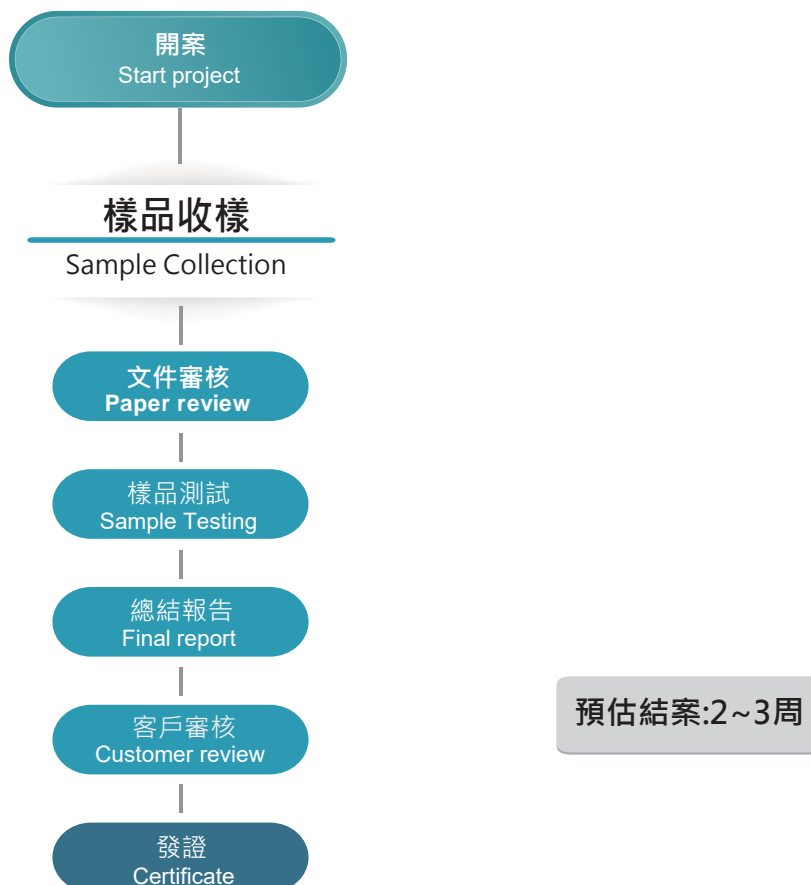 開案
Start project
樣品收樣
Sample Collection
文件審核
Paper review
樣品測試
Sample Testing
總結報告
Final report
客戶審核
Customer review
預估結案:2~3周
發證
Certificate